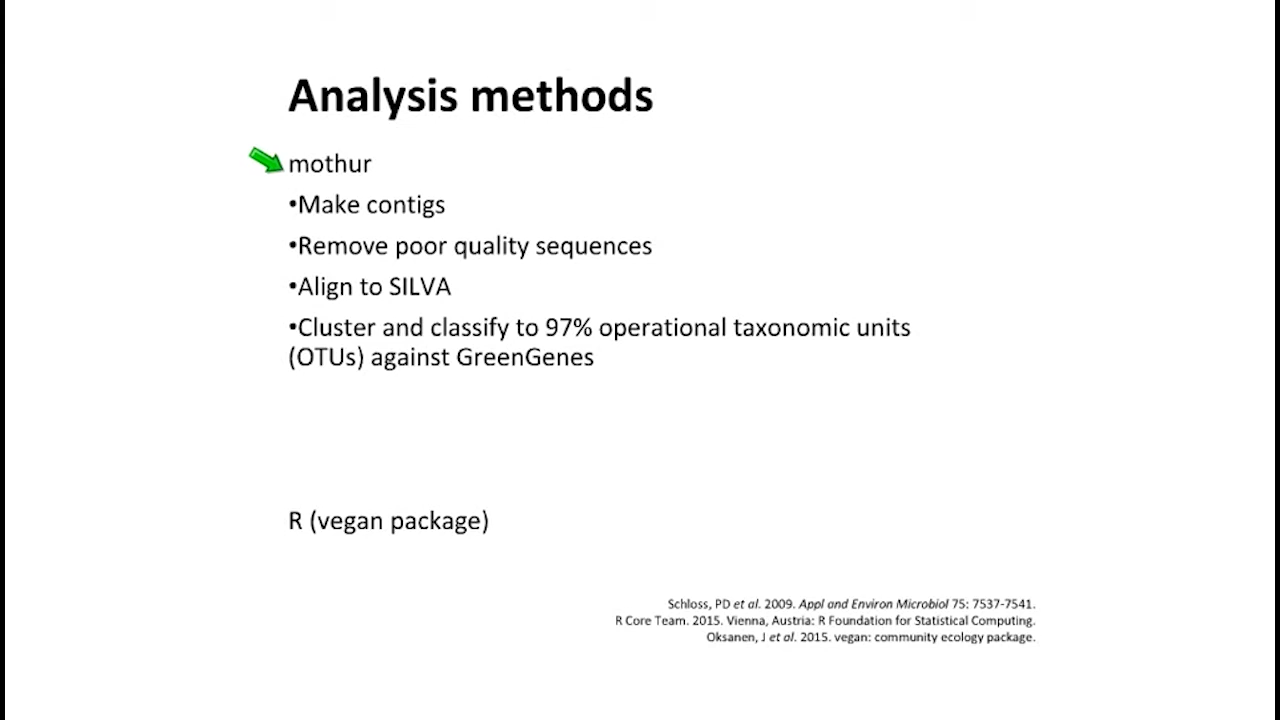 Analysis methods
mothur
•Make contigs
•Remove poor quality sequences
•Align to SILVA
•Cluster and classify to 97% operational taxonomic units
(OTUs) against GreenGenes
R (vegan package)
Schloss, PD et al. 2009. Appl and Environ Microbiol 75: 7537-7541.
R Core Team. 2015. Vienna, Austria: R Foundation for Statistical Computing.
Oksanen, J et al. 2015. vegan: community ecology package.